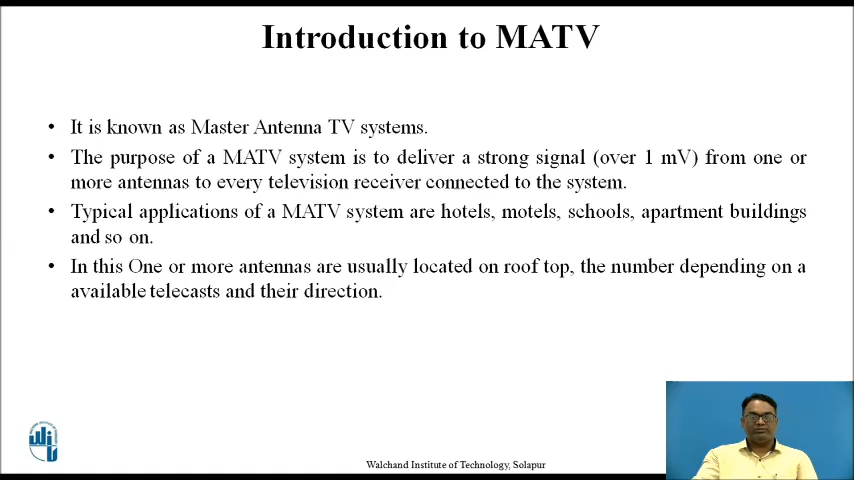 Introduction to MATV
• It is known as Master Antenna TV systems.
• The purpose of a MATV system is to deliver a strong signal (over 1 mV) from one or
more antennas to every television receiver connected to the system.
• Typical applications of a MATV system are hotels, motels, schools, apartment buildings
and so on.
• In this One or more antennas are usually located on roof top, the number depending on a
available telecasts and their direction.
Walchand Institute of Technology, Solapur